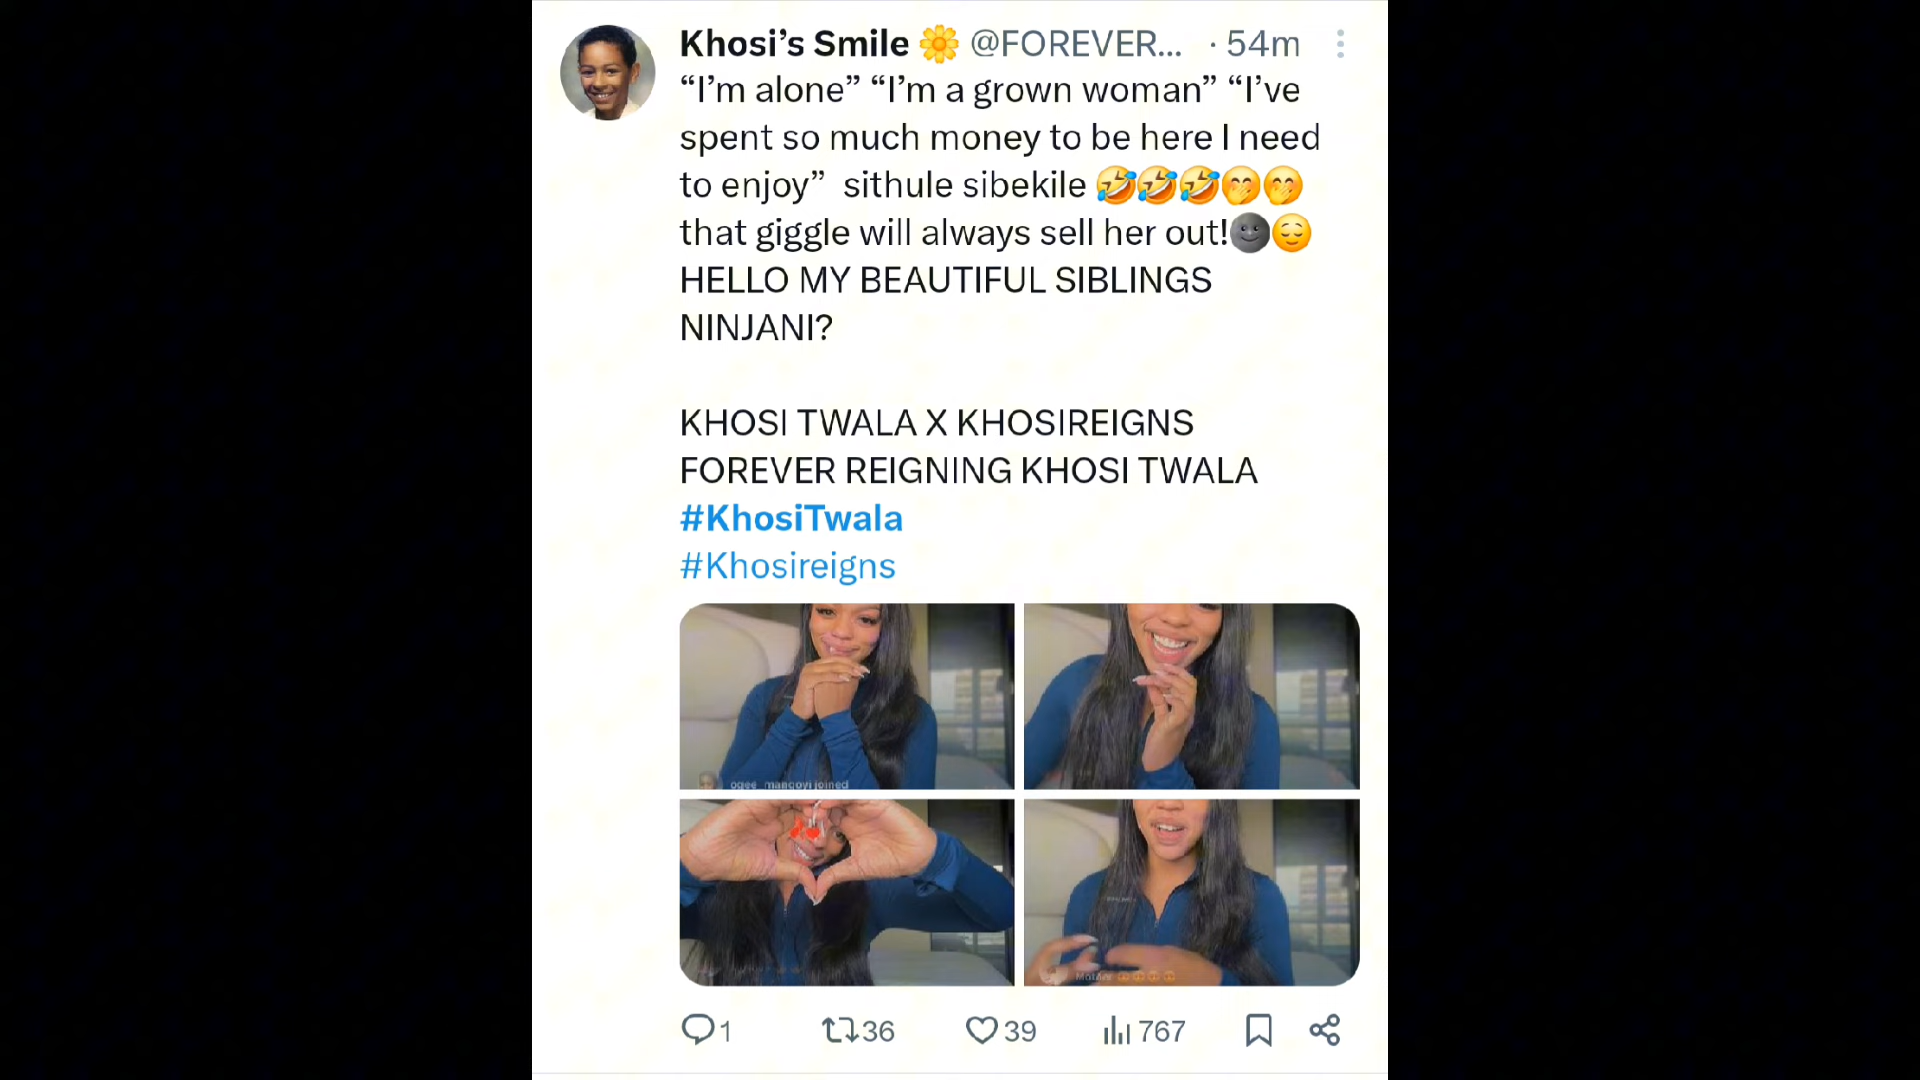 Khosi’s Smile 🌼 @FOREVER... · 54m
“I’m alone” “I’m a grown woman” “I’ve
spent so much money to be here I need
to enjoy” sithule sibekile 🤣🤣🤣🤭🤭
that giggle will always sell her out!🌚😌
HELLO MY BEAUTIFUL SIBLINGS
NINJANI?
KHOSI TWALA X KHOSIREIGNS
FOREVER REIGNING KHOSI TWALA
#KhosiTwala
#Khosireigns
ogee_mangoyi joined
1 36 39 767